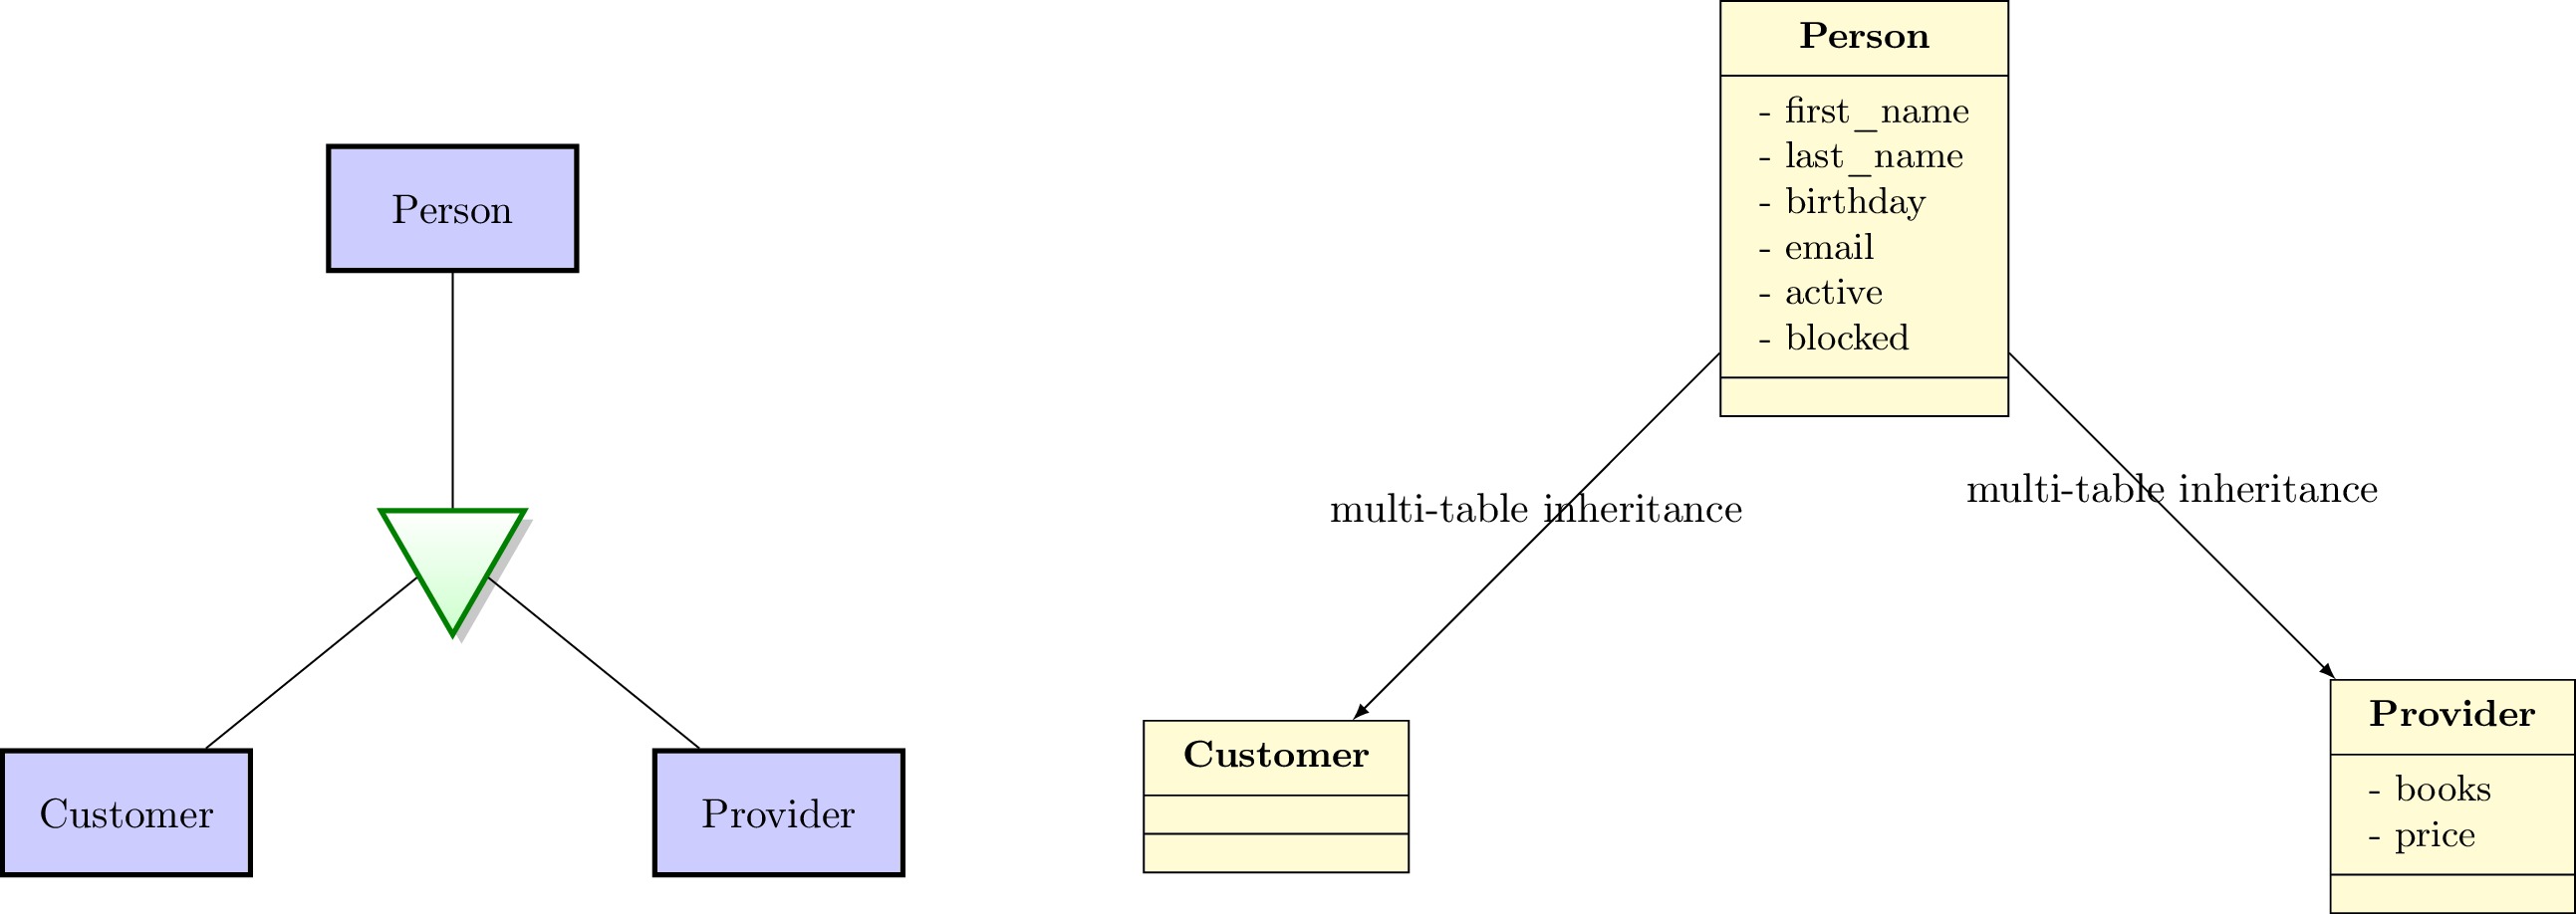 Person
Customer
Provider
Person
- first_name
- last_name
- birthday
- email
- active
- blocked
multi-table inheritance
multi-table inheritance
Customer
Provider
- books
- price